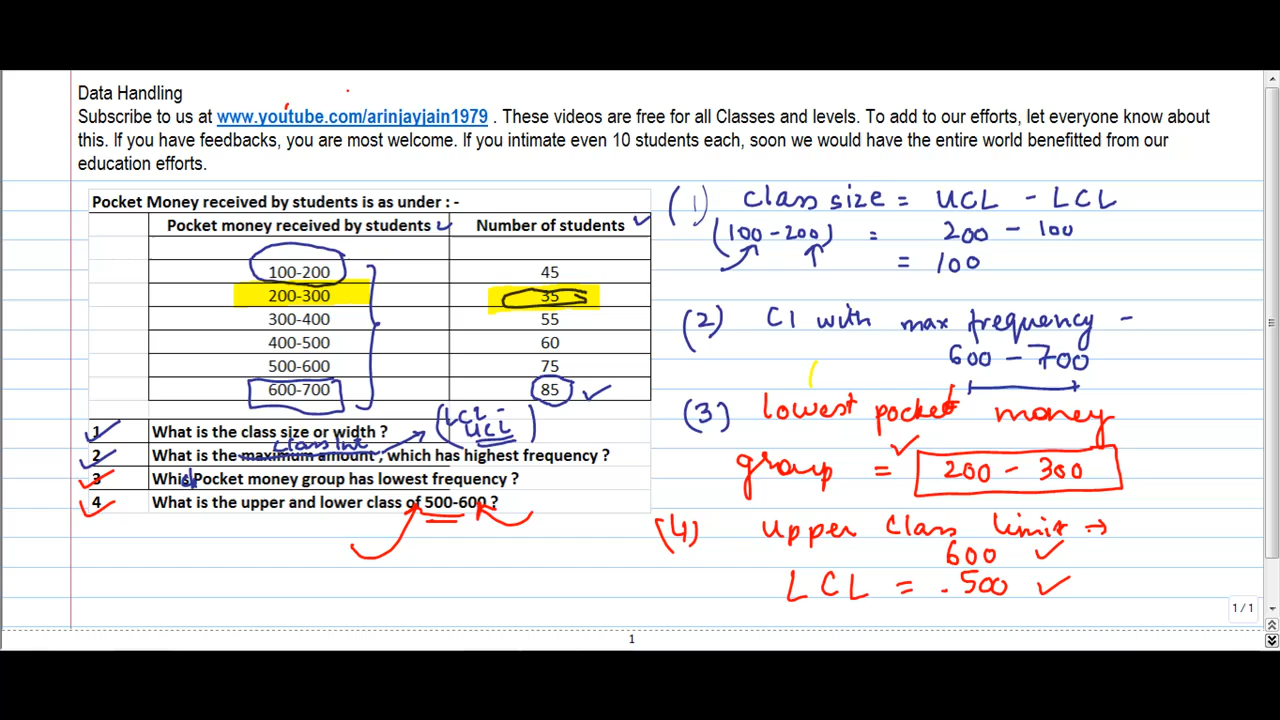 Data Handling
Subscribe to us at www.youtube.com/arinjayjain1979 . These videos are free for all Classes and levels. To add to our efforts, let everyone know about
this. If you have feedbacks, you are most welcome. If you intimate even 10 students each, soon we would have the entire world benefitted from our
education efforts.
Pocket Money received by students is as under : -
Pocket money received by students Number of students
100-200 45
200-300 35
300-400 55
400-500 60
500-600 75
600-700 85
(LCL -
UCL)
1 What is the class size or width ?
class Int
2 What is the maximum amount , which has highest frequency ?
3 Which Pocket money group has lowest frequency ?
4 What is the upper and lower class of 500-600 ?
(1) class size = UCL - LCL
(100 - 200) = 200 - 100
= 100
(2) CI with max frequency -
600 - 700
(3) lowest pocket money
group = 200 - 300
(4) Upper class limit →
600
LCL = . 500
1 / 1
1